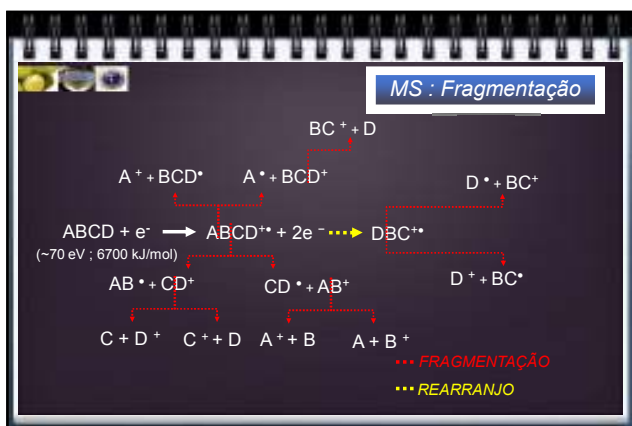 MS : Fragmentação
BC + + D
A + + BCD• A • + BCD+ D • + BC+
ABCD + e- ABCD+• + 2e – DBC+•
(~70 eV ; 6700 kJ/mol)
AB • + CD+ CD • + AB+ D + + BC•
C + D + C + + D A + + B A + B +
FRAGMENTAÇÃO
REARRANJO